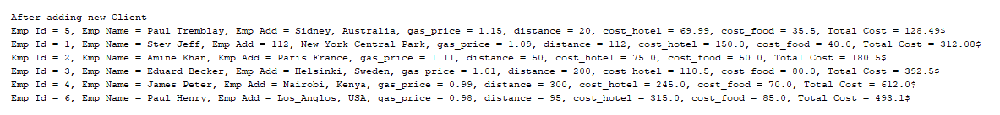 After adding new Client
Emp Id = 5, Emp Name = Paul Tremblay, Emp Add = Sidney, Australia, gas_price = 1.15, distance = 20, cost_hotel = 69.99, cost_food = 35.5, Total Cost = 128.49$
Emp Id = 1, Emp Name = Stev Jeff, Emp Add = 112, New York Central Park, gas_price = 1.09, distance = 112, cost_hotel = 150.0, cost_food = 40.0, Total Cost = 312.08$
Emp Id = 2, Emp Name = Amine Khan, Emp Add = Paris France, gas_price = 1.11, distance = 50, cost_hotel = 75.0, cost_food = 50.0, Total Cost = 180.5$
Emp Id = 3, Emp Name = Eduard Becker, Emp Add = Helsinki, Sweden, gas_price = 1.01, distance = 200, cost_hotel = 110.5, cost_food = 80.0, Total Cost = 392.5$
Emp Id = 4, Emp Name = James Peter, Emp Add = Nairobi, Kenya, gas_price = 0.99, distance = 300, cost_hotel = 245.0, cost_food = 70.0, Total Cost = 612.0$
Emp Id = 6, Emp Name = Paul Henry, Emp Add = Los_Anglos, USA, gas_price = 0.98, distance = 95, cost_hotel = 315.0, cost_food = 85.0, Total Cost = 493.1$